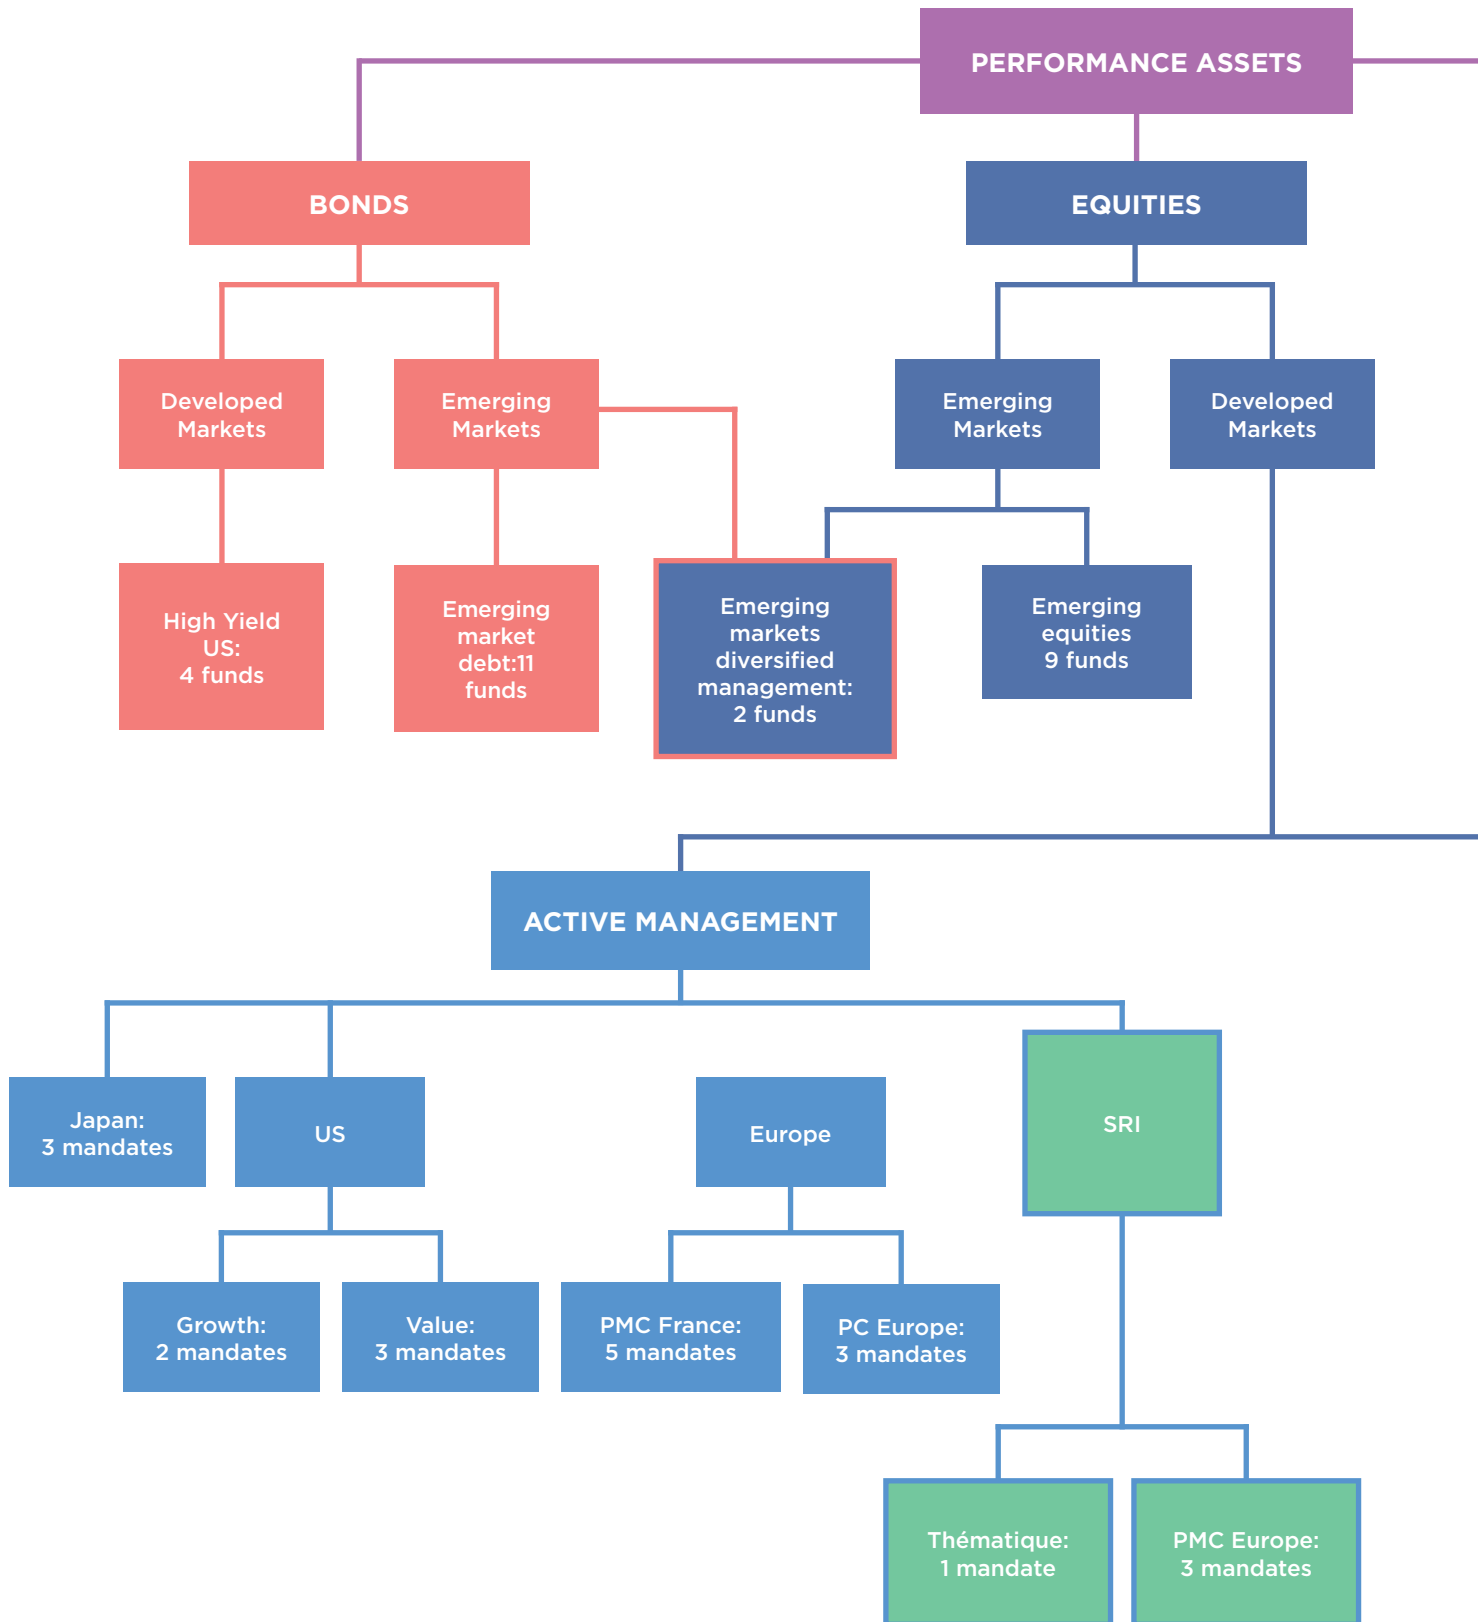 PERFORMANCE ASSETS
BONDS
EQUITIES
Developed
Markets
Emerging
Markets
Emerging
Markets
Developed
Markets
High Yield
US:
4 funds
Emerging
market
debt:11
funds
Emerging
markets
diversified
management:
2 funds
Emerging
equities
9 funds
ACTIVE MANAGEMENT
Japan:
3 mandates
US
Europe
SRI
Growth:
2 mandates
Value:
3 mandates
PMC France:
5 mandates
PC Europe:
3 mandates
Thématique:
1 mandate
PMC Europe:
3 mandates